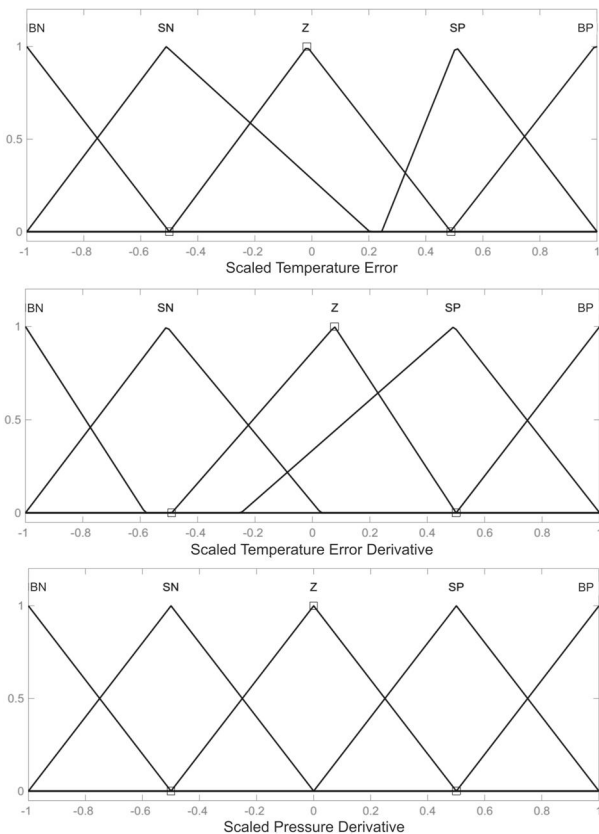 BN SN Z SP BP
1
0.5
0
-1 -0.8 -0.6 -0.4 -0.2 0 0.2 0.4 0.6 0.8 1
Scaled Temperature Error
BN SN Z SP BP
1
0.5
0
-1 -0.8 -0.6 -0.4 -0.2 0 0.2 0.4 0.6 0.8 1
Scaled Temperature Error Derivative
BN SN Z SP BP
1
0.5
0
-1 -0.8 -0.6 -0.4 -0.2 0 0.2 0.4 0.6 0.8 1
Scaled Pressure Derivative